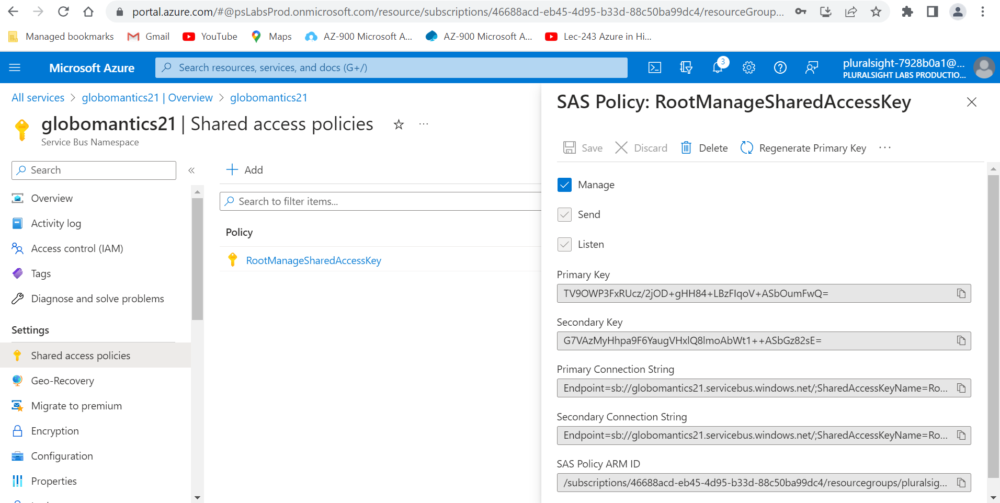 portal.azure.com/#@psLabsProd.onmicrosoft.com/resource/subscriptions/46688acd-eb45-4d95-b33d-88c50ba99dc4/resourceGroup...
Managed bookmarks
Gmail
YouTube
Maps
AZ-900 Microsoft A...
AZ-900 Microsoft A...
Lec-243 Azure in Hi...
Microsoft Azure
Search resources, services, and docs (G+/)
3
pluralsight-7928b0a1@...
PLURALSIGHT LABS PRODUCTIO...
All services > globomantics21 | Overview > globomantics21
globomantics21 | Shared access policies
...
Service Bus Namespace
Search
«
Overview
Activity log
Access control (IAM)
Tags
Diagnose and solve problems
Settings
Shared access policies
Geo-Recovery
Migrate to premium
Encryption
Configuration
Properties
Add
Search to filter items...
Policy
RootManageSharedAccessKey
SAS Policy: RootManageSharedAccessKey
Save
Discard
Delete
Regenerate Primary Key
...
Manage
Send
Listen
Primary Key
TV9OWP3FxRUcz/2jOD+gHH84+LBzFIqoV+ASbOumFwQ=
Secondary Key
G7VAzMyHhpa9F6YaugVHxlQ8lmoAbWt1++ASbGz82sE=
Primary Connection String
Endpoint=sb://globomantics21.servicebus.windows.net/;SharedAccessKeyName=Ro...
Secondary Connection String
Endpoint=sb://globomantics21.servicebus.windows.net/;SharedAccessKeyName=Ro...
SAS Policy ARM ID
/subscriptions/46688acd-eb45-4d95-b33d-88c50ba99dc4/resourcegroups/pluralsig...